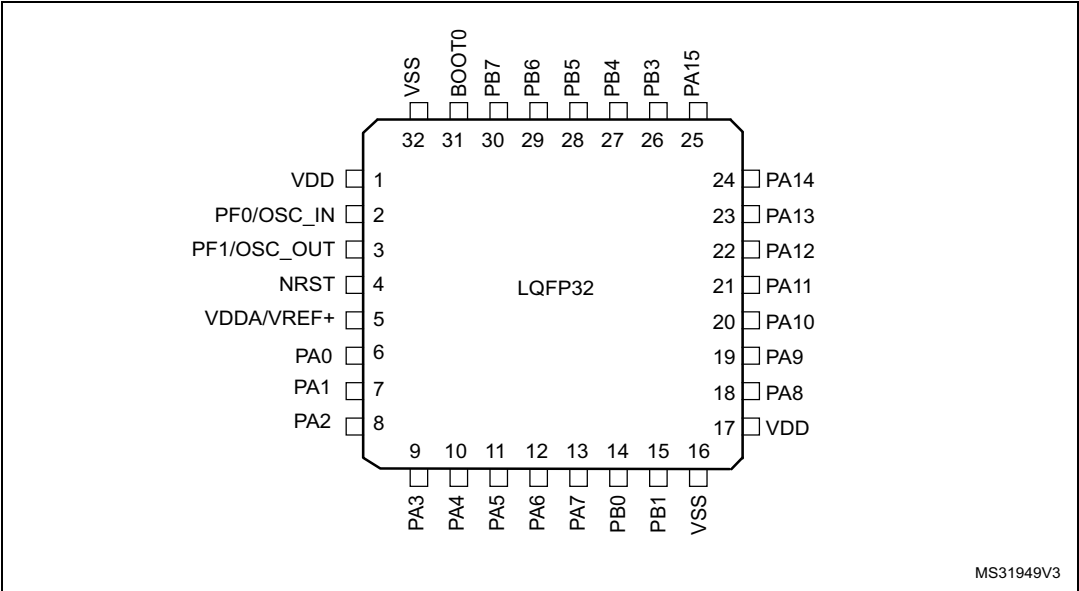 VSS BOOT0 PB7 PB6 PB5 PB4 PB3 PA15
32 31 30 29 28 27 26 25
VDD 1 24 PA14
PF0/OSC_IN 2 23 PA13
PF1/OSC_OUT 3 22 PA12
NRST 4 LQFP32 21 PA11
VDDA/VREF+ 5 20 PA10
PA0 6 19 PA9
PA1 7 18 PA8
PA2 8 17 VDD
9 10 11 12 13 14 15 16
PA3 PA4 PA5 PA6 PA7 PB0 PB1 VSS
MS31949V3